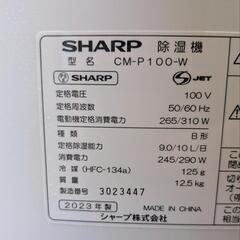 SHARP 除湿機
型名 CM-P100-W
SHARP PS E JET
定格電圧 100 V
定格周波数 50/60 Hz
電動機定格消費電力 265/310 W
種類 B形
定格除湿能力 9.0/10 L/日
消費電力 245/290 W
冷媒(HFC-134a) 125 g
質量 12.5 kg
製造番号 3023447
2023年製 MADE IN CHINA
シャープ株式会社